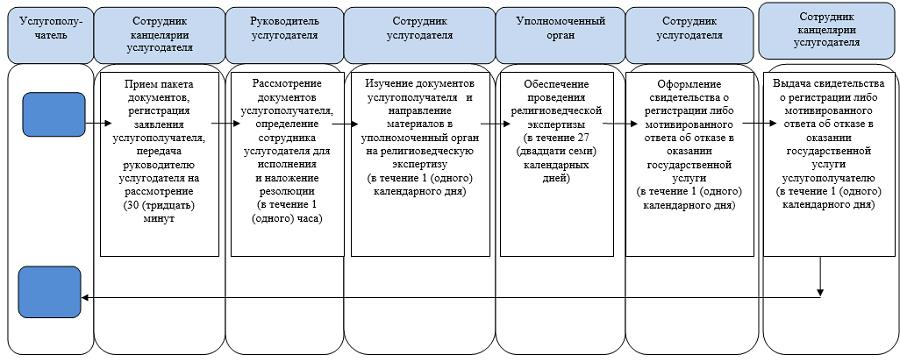 Услугополу-
чатель
Сотрудник
канцелярии
услугодателя
Руководитель
услугодателя
Сотрудник
услугодателя
Уполномоченный
орган
Сотрудник
услугодателя
Сотрудник
канцелярии
услугодателя
Прием пакета
документов,
регистрация
заявления
услугополучателя,
передача
руководителю
услугодателя на
рассмотрение
(30 (тридцать)
минут
Рассмотрение
документов
услугополучателя,
определение
сотрудника
услугодателя для
исполнения
и наложение
резолюции
(в течение 1
(одного) часа)
Изучение документов
услугополучателя и
направление
материалов в
уполномоченный орган
на религиоведческую
экспертизу
(в течение 1 (одного)
календарного дня)
Обеспечение
проведения
религиоведческой
экспертизы
(в течение 27
(двадцати семи)
календарных
дней)
Оформление
свидетельства о
регистрации либо
мотивированного
ответа об отказе в
оказании
государственной
услуги
(в течение 1 (одного)
календарного дня)
Выдача свидетельства
о регистрации либо
мотивированного
ответа об отказе в
оказании
государственной
услуги
услугополучателю
(в течение 1 (одного)
календарного дня)